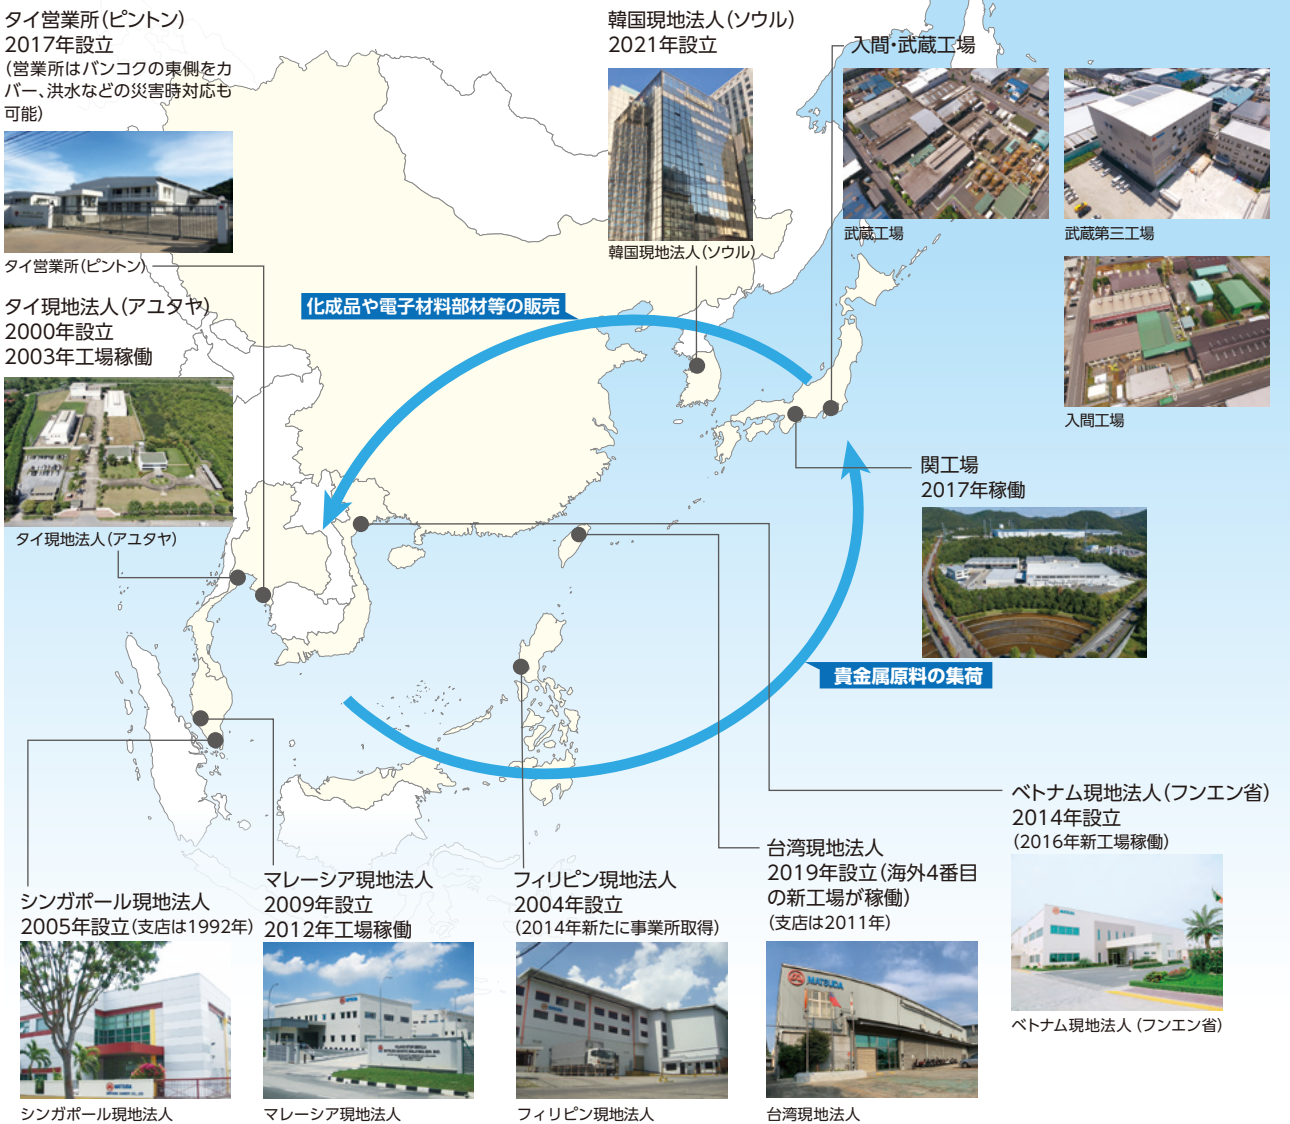 タイ営業所(ピントン)
2017年設立
(営業所はバンコクの東側をカ
バー、洪水などの災害時対応も
可能)
タイ営業所(ピントン)
タイ現地法人(アユタヤ)
2000年設立
2003年工場稼働
タイ現地法人(アユタヤ)
韓国現地法人(ソウル)
2021年設立
韓国現地法人(ソウル)
入間・武蔵工場
武蔵工場
武蔵第三工場
入間工場
化成品や電子材料部材等の販売
関工場
2017年稼働
貴金属原料の集荷
シンガポール現地法人
2005年設立(支店は1992年)
シンガポール現地法人
マレーシア現地法人
2009年設立
2012年工場稼働
マレーシア現地法人
フィリピン現地法人
2004年設立
(2014年新たに事業所取得)
フィリピン現地法人
台湾現地法人
2019年設立(海外4番目
の新工場が稼働)
(支店は2011年)
MATSUDA
台湾現地法人
ベトナム現地法人(フンエン省)
2014年設立
(2016年新工場稼働)
ベトナム現地法人(フンエン省)